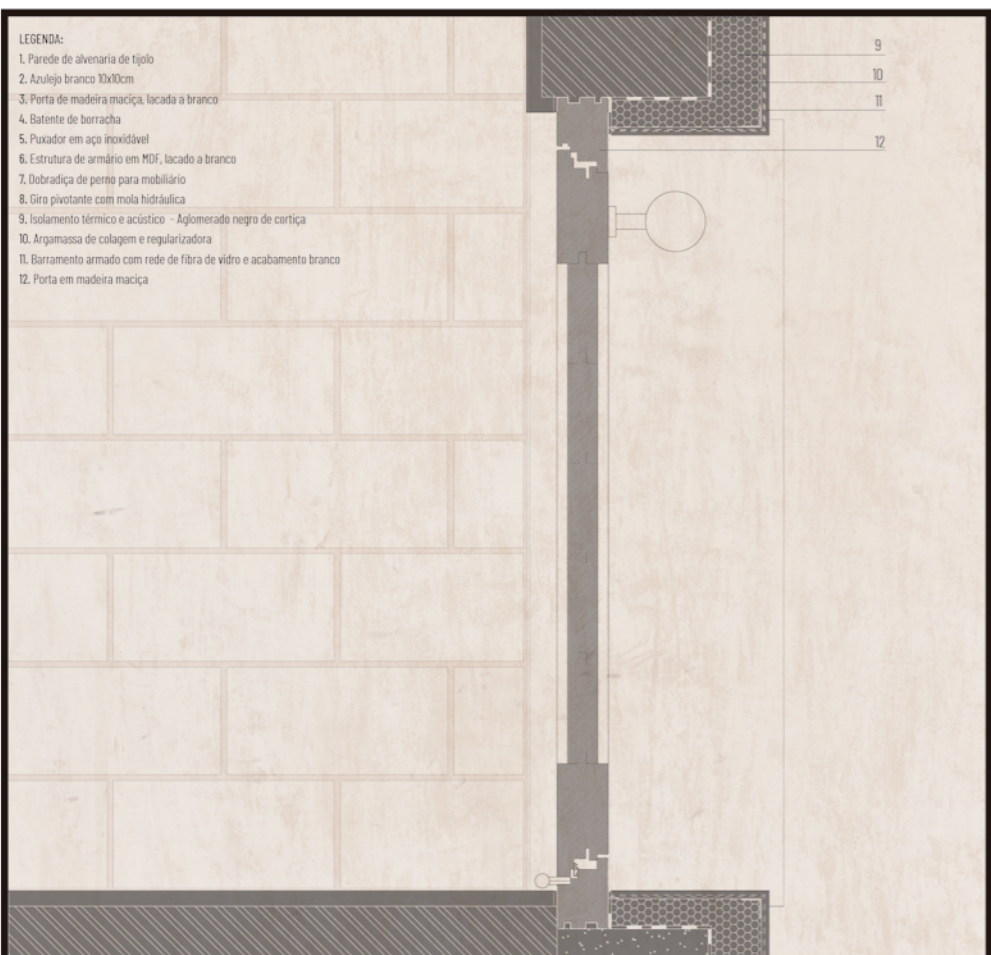 LEGENDA:
1. Parede de alvenaria de tijolo
2. Azulejo branco 10x10cm
3. Porta de madeira maciça, lacada a branco
4. Batente de borracha
5. Puxador em aço inoxidável
6. Estrutura de armário em MDF, lacado a branco
7. Dobradiça de perno para mobiliário
8. Giro pivotante com mola hidráulica
9. Isolamento térmico e acústico - Aglomerado negro de cortiça
10. Argamassa de colagem e regularizadora
11. Barramento armado com rede de fibra de vidro e acabamento branco
12. Porta em madeira maciça
9
10
11
12